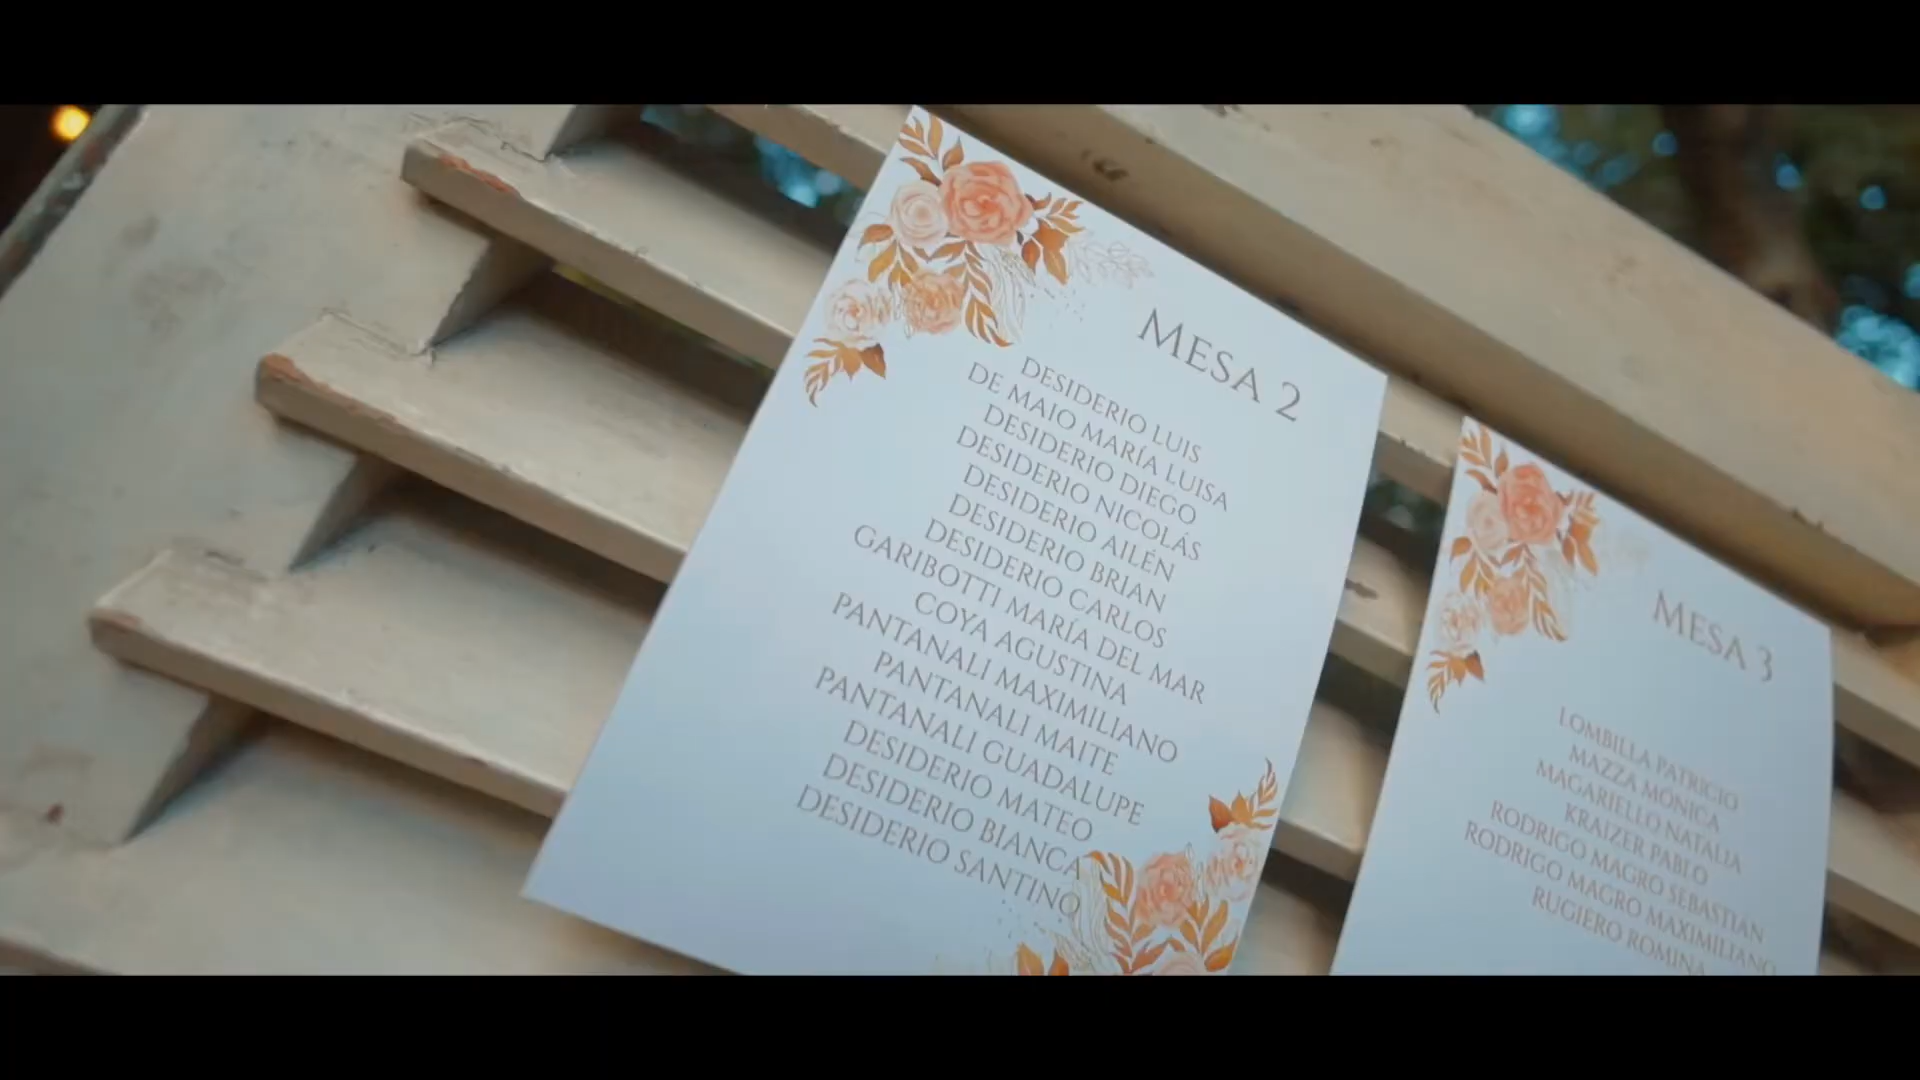 MESA 2
DESIDERIO LUIS
DE MAIO MARÍA LUISA
DESIDERIO DIEGO
DESIDERIO NICOLÁS
DESIDERIO AILÉN
DESIDERIO BRIAN
DESIDERIO CARLOS
GARIBOTTI MARÍA DEL MAR
COYA AGUSTINA
PANTANALI MAXIMILIANO
PANTANALI MAITE
PANTANALI GUADALUPE
DESIDERIO MATEO
DESIDERIO BIANCA
DESIDERIO SANTINO
MESA 3
LOMBILLA PATRICIO
MAZZA MÓNICA
MAGARIELLO NATALIA
KRAIZER PABLO
RODRIGO MAGRO SEBASTIÁN
RODRIGO MAGRO MAXIMILIANO
RUGIERO ROMINA